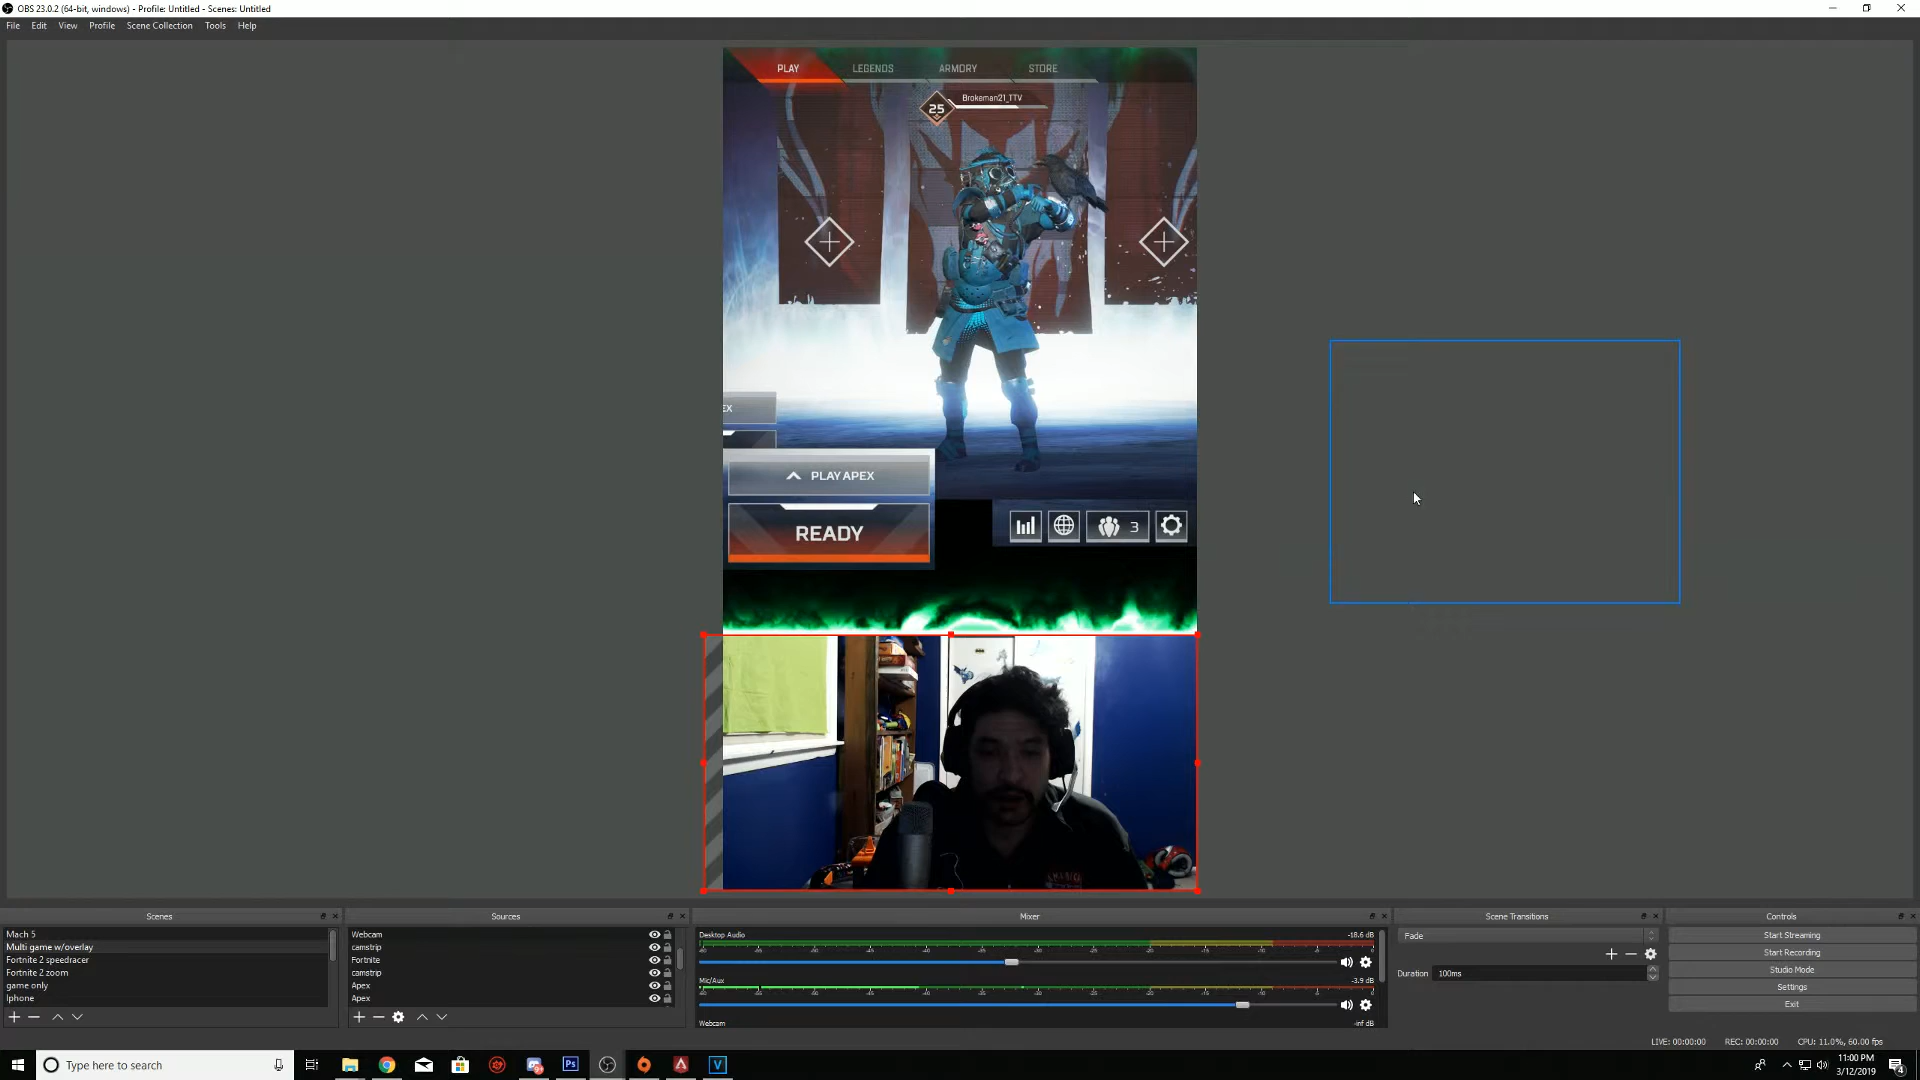 OBS 23.0.2 (64-bit, windows) - Profile: Untitled - Scenes: Untitled
File Edit View Profile Scene Collection Tools Help
PLAY LEGENDS ARMORY STORE
25 Brokeman21_TTV
EX
PLAY APEX
READY
3
Scenes
Mach 5
Multi game w/overlay
Fortnite 2 speedracer
Fortnite 2 zoom
game only
Iphone
Sources
Webcam
camstrip
Fortnite
camstrip
Apex
Apex
Mixer
Desktop Audio -18.6 dB
Mic/Aux -3.9 dB
Webcam -inf dB
Scene Transitions
Fade
Duration 100ms
Controls
Start Streaming
Start Recording
Studio Mode
Settings
Exit
LIVE: 00:00:00 REC: 00:00:00 CPU: 11.0%, 60.00 fps
Type here to search
Ps
V
11:00 PM
3/12/2019
4